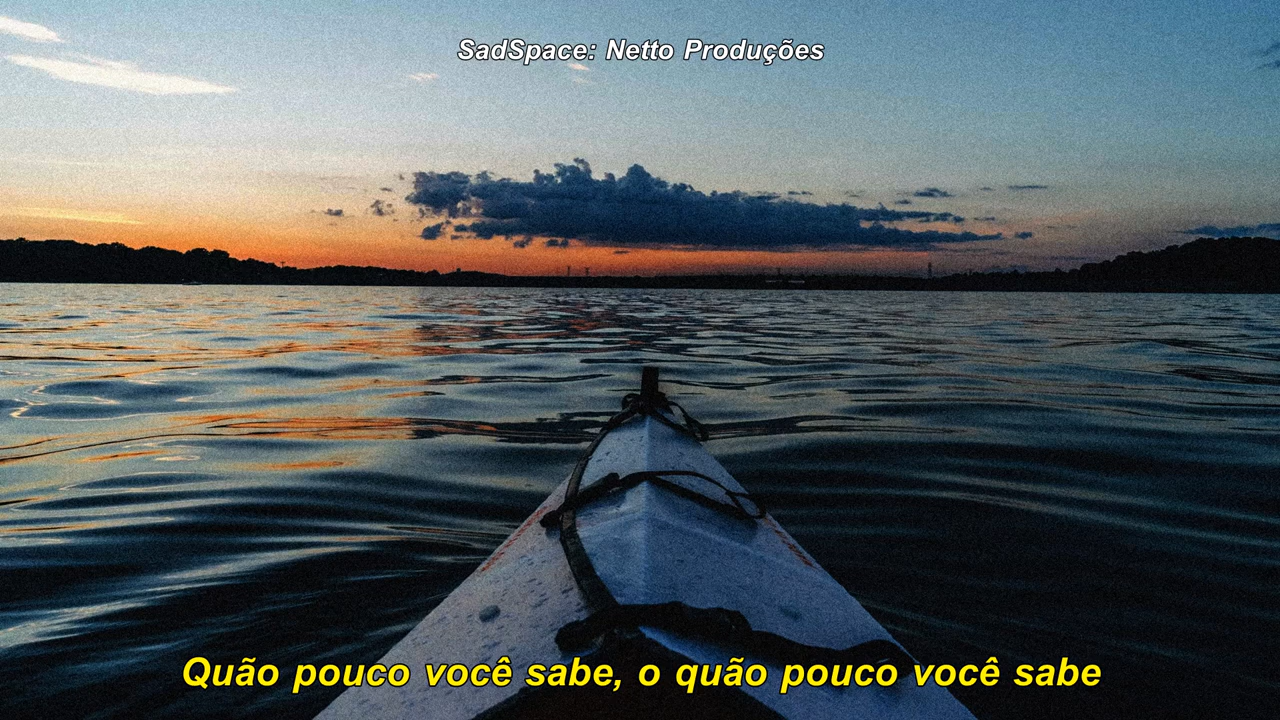 SadSpace: Netto Produções
Quão pouco você sabe, o quão pouco você sabe